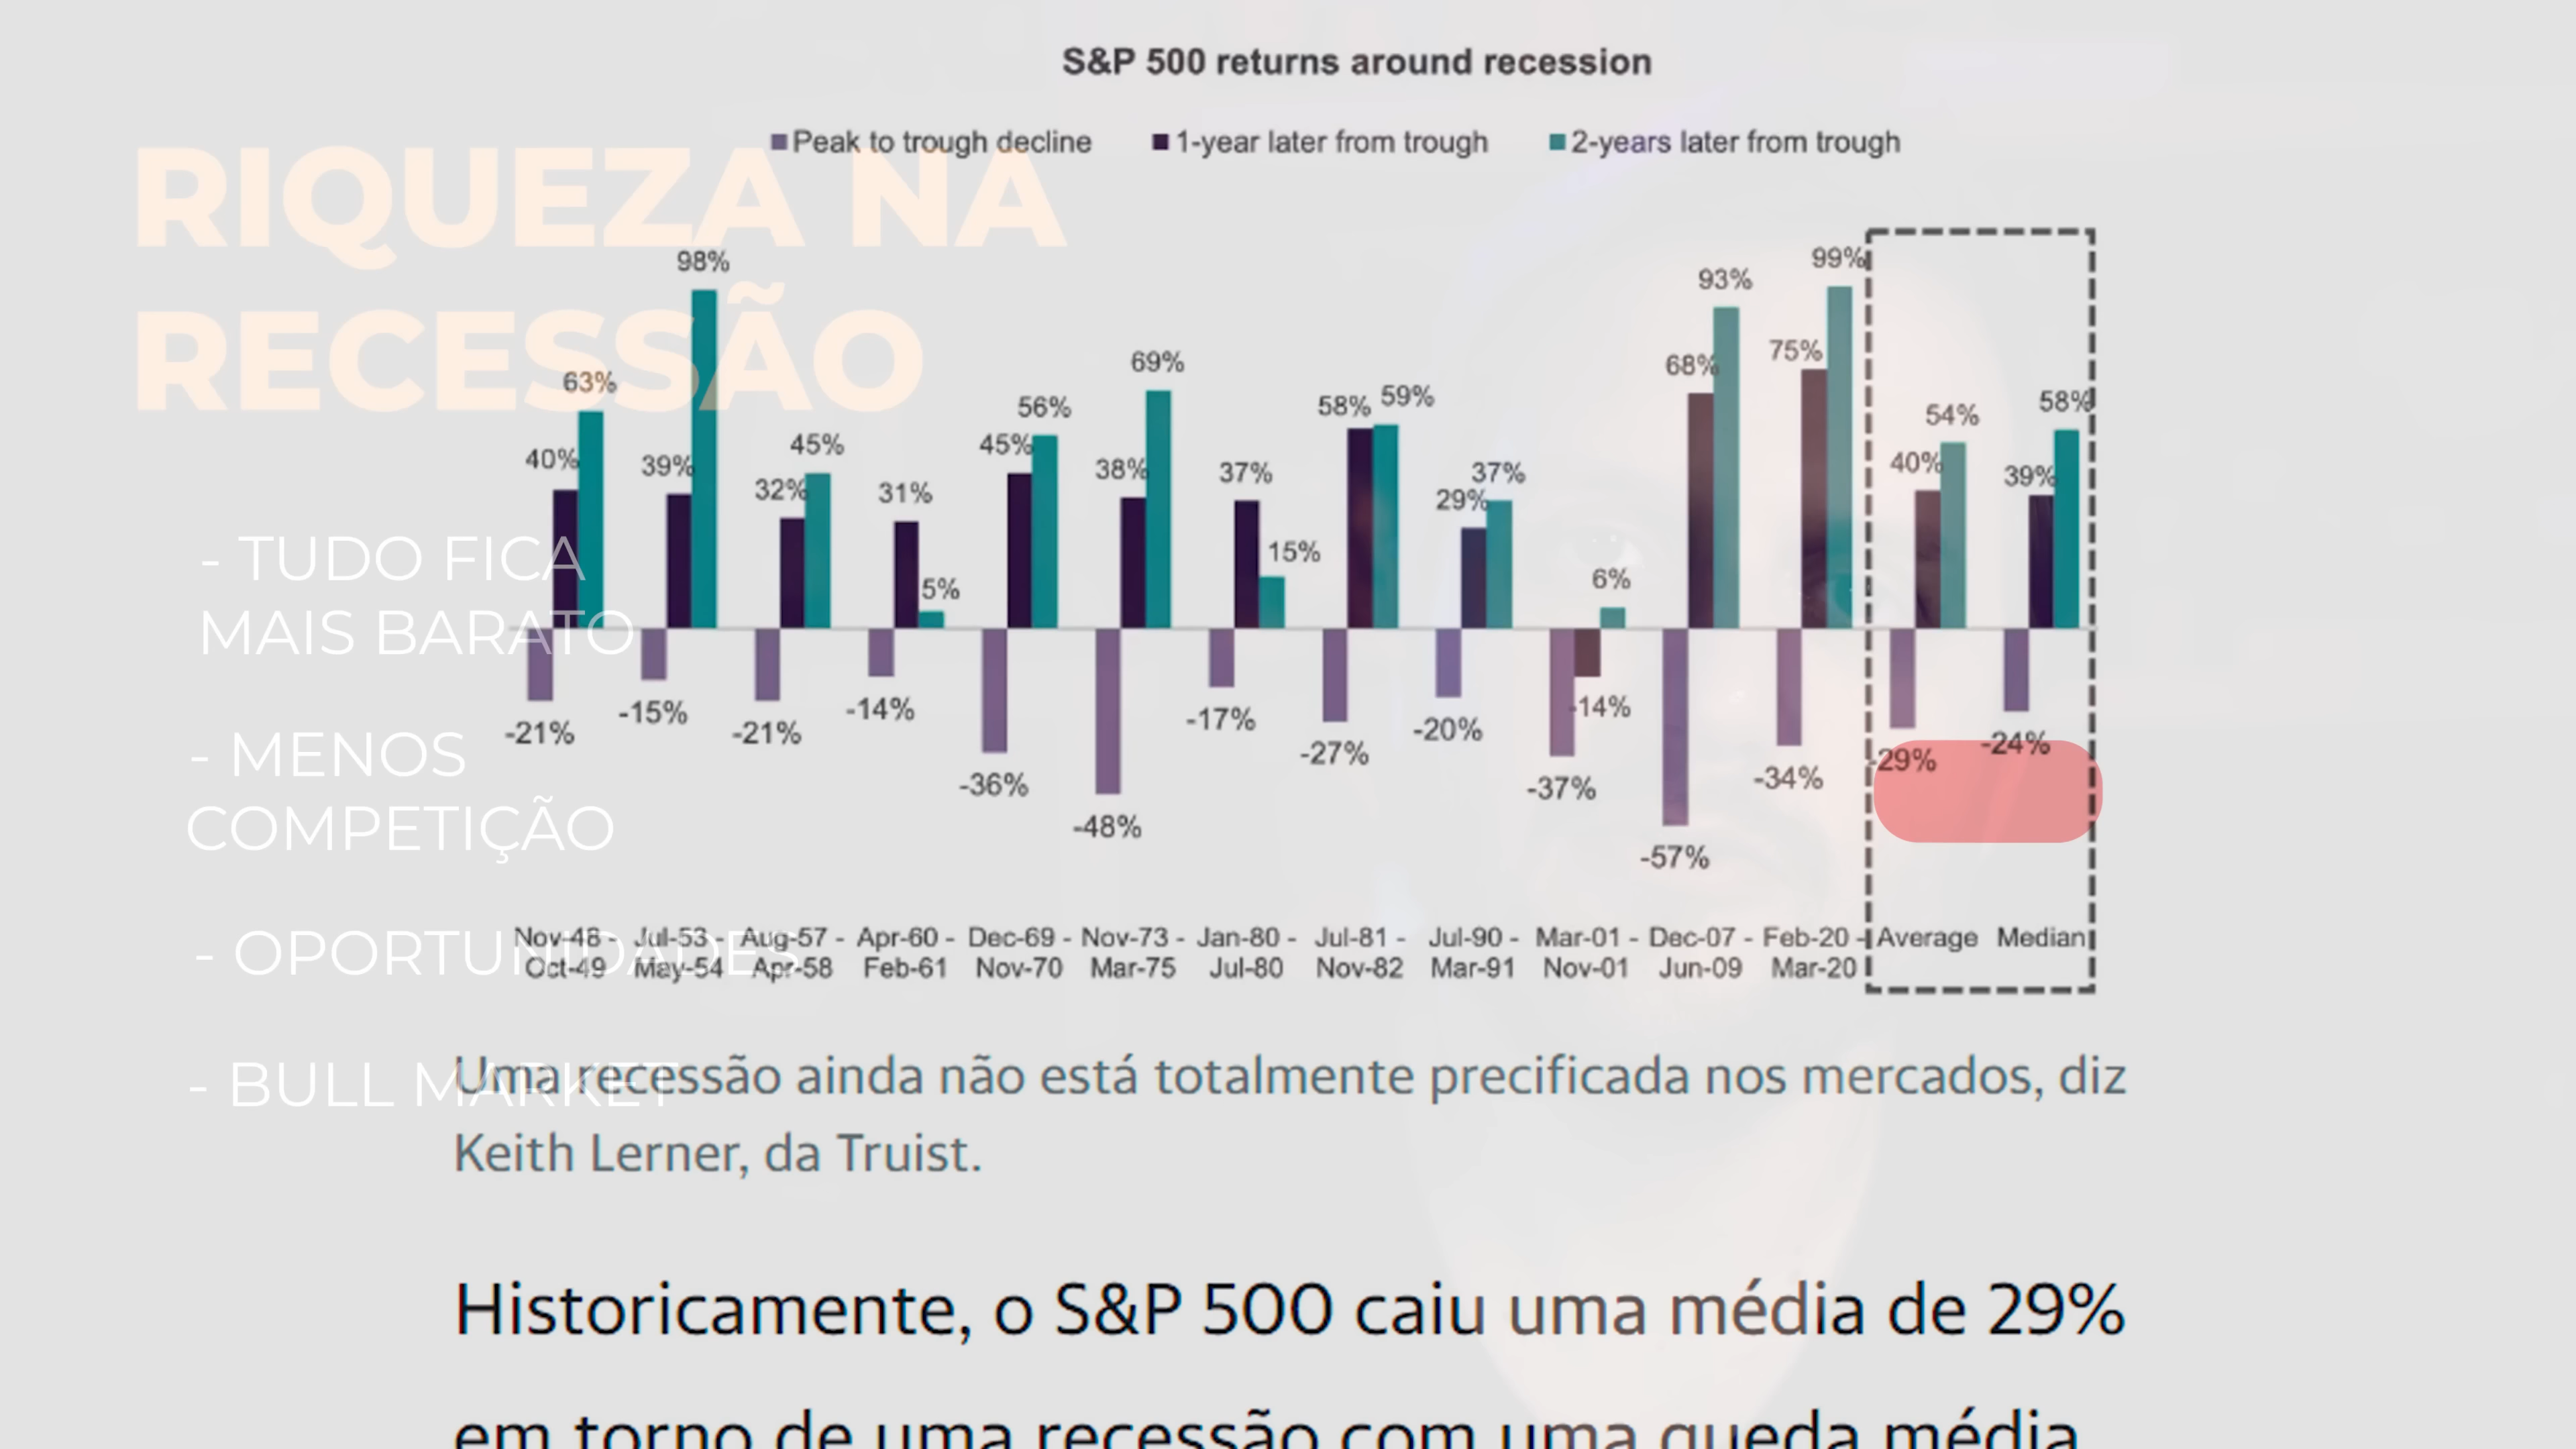 S&P 500 returns around recession
Peak to trough decline 1-year later from trough 2-years later from trough
RIQUEZA NA
RECESSÃO
- TUDO FICA
MAIS BARATO
- MENOS
COMPETIÇÃO
- OPORTUNIDADES
- BULL MARKET
40% 63% 39% 98% 32% 45% 31% 5% 45% 56% 38% 69% 37% 15% 58% 59% 29% 37% 6% 68% 93% 75% 99% 40% 54% 39% 58%
-21% -15% -21% -14% -36% -48% -17% -27% -20% -37% -14% -57% -34% -29% -24%
Nov-48 - Jul-53 - Aug-57 - Apr-60 - Dec-69 - Nov-73 - Jan-80 - Jul-81 - Jul-90 - Mar-01 - Dec-07 - Feb-20 - Average Median
Oct-49 May-54 Apr-58 Feb-61 Nov-70 Mar-75 Jul-80 Nov-82 Mar-91 Nov-01 Jun-09 Mar-20
Uma recessão ainda não está totalmente precificada nos mercados, diz
Keith Lerner, da Truist.
Historicamente, o S&P 500 caiu uma média de 29%
em torno de uma recessão com uma queda média